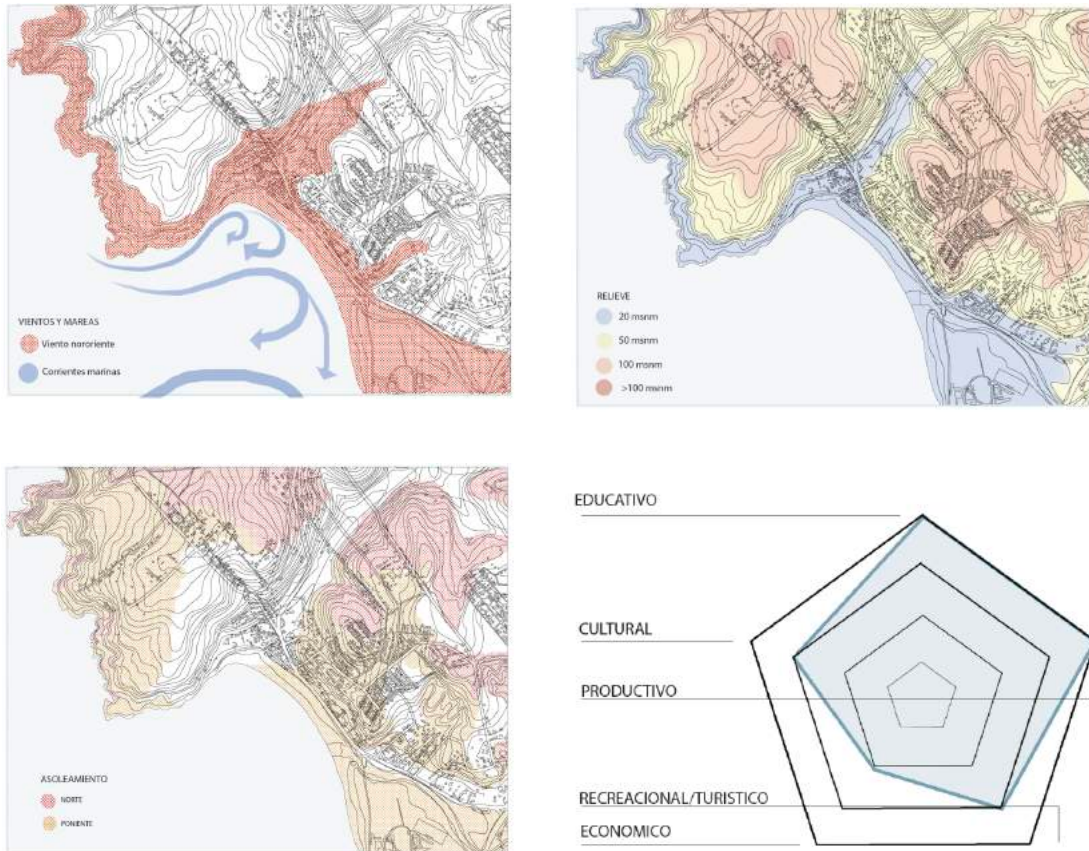 VIENTOS Y MAREAS
Viento nororiente
Corrientes marinas
RELIEVE
20 msnm
50 msnm
100 msnm
>100 msnm
ASOLEAMIENTO
NORTE
PONIENTE
EDUCATIVO
CULTURAL
PRODUCTIVO
RECREACIONAL/TURISTICO
ECONOMICO